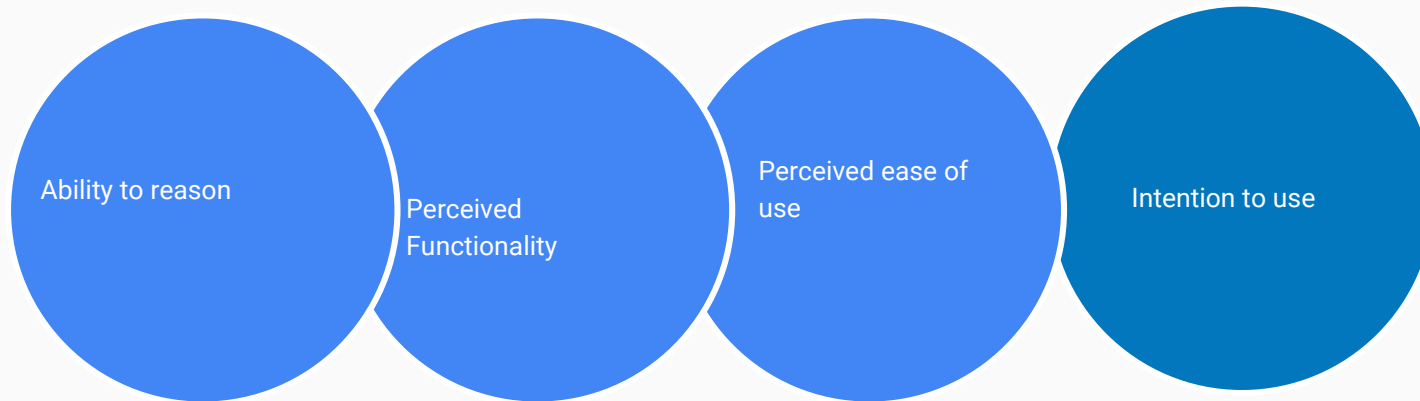 Ability to reason
Perceived
Functionality
Perceived ease of
use
Intention to use